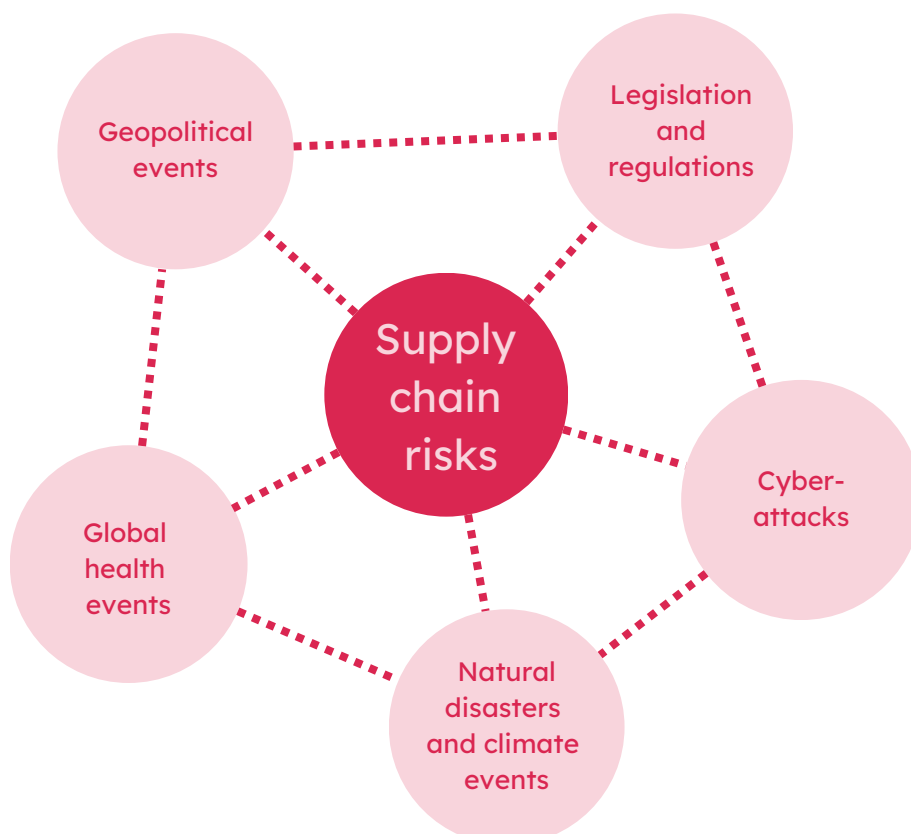 Geopolitical
events
Legislation
and
regulations
Supply
chain
risks
Cyber-
attacks
Global
health
events
Natural
disasters
and climate
events